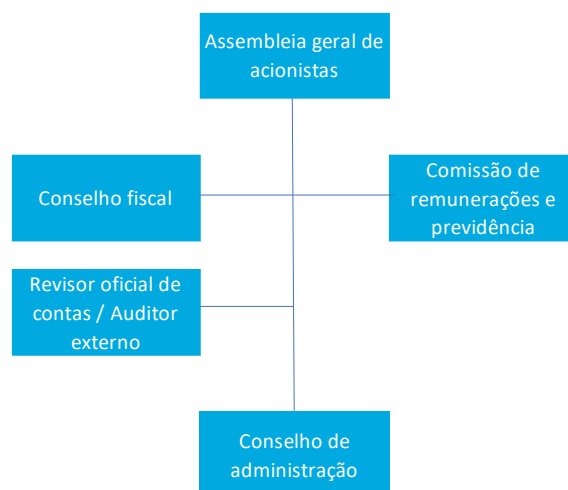 Assembleia geral de
acionistas
Conselho fiscal
Comissão de
remunerações e
previdência
Revisor oficial de
contas / Auditor
externo
Conselho de
administração